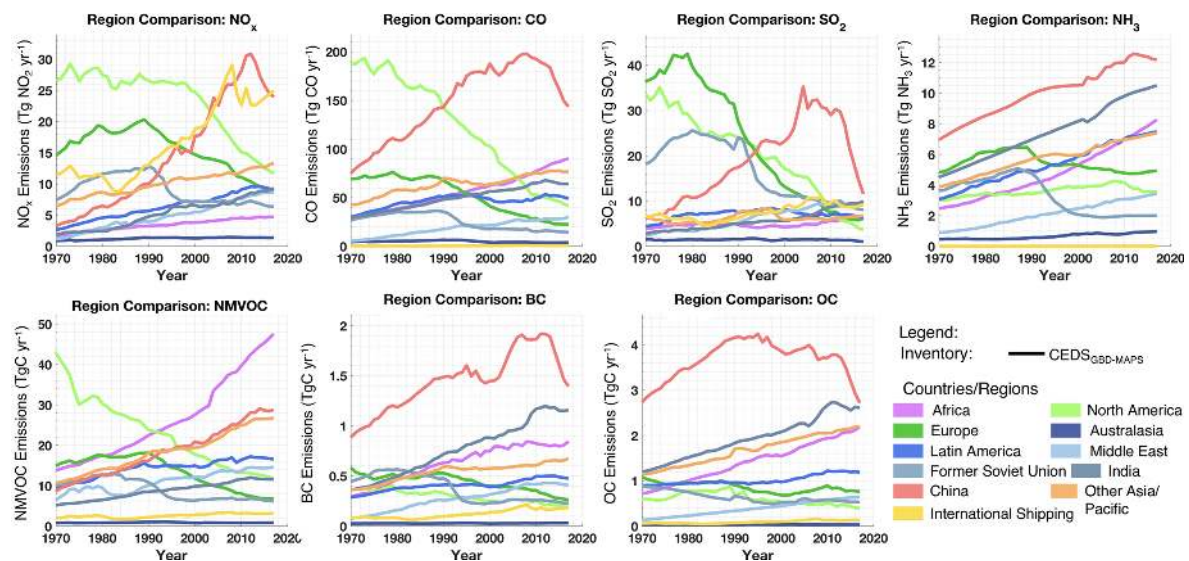 Region Comparison: NOx
NOx Emissions (Tg NO2 yr-1)
30
25
20
15
10
5
0
1970 1980 1990 2000 2010 2020
Year
Region Comparison: CO
CO Emissions (Tg CO yr-1)
200
150
100
50
0
1970 1980 1990 2000 2010 2020
Year
Region Comparison: SO2
SO2 Emissions (Tg SO2 yr-1)
40
30
20
10
0
1970 1980 1990 2000 2010 2020
Year
Region Comparison: NH3
NH3 Emissions (Tg NH3 yr-1)
12
10
8
6
4
2
0
1970 1980 1990 2000 2010 2020
Year
Region Comparison: NMVOC
NMVOC Emissions (TgC yr-1)
50
40
30
20
10
0
1970 1980 1990 2000 2010 2020
Year
Region Comparison: BC
BC Emissions (TgC yr-1)
2
1.5
1
0.5
0
1970 1980 1990 2000 2010 2020
Year
Region Comparison: OC
OC Emissions (TgC yr-1)
4
3
2
1
0
1970 1980 1990 2000 2010 2020
Year
Legend:
Inventory: CEDSGBD-MAPS
Countries/Regions
Africa North America
Europe Australasia
Latin America Middle East
Former Soviet Union India
China Other Asia/
Pacific
International Shipping